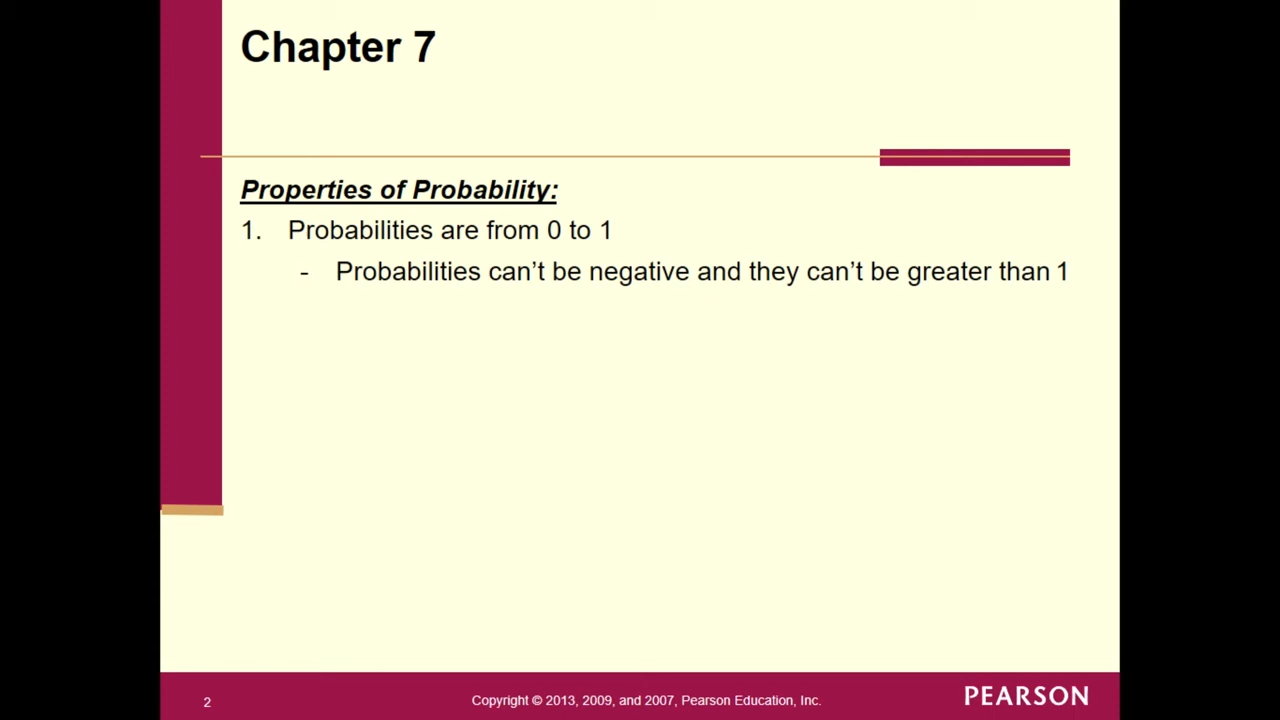 Chapter 7
Properties of Probability:
1. Probabilities are from 0 to 1
- Probabilities can’t be negative and they can’t be greater than 1
2
Copyright © 2013, 2009, and 2007, Pearson Education, Inc.
PEARSON